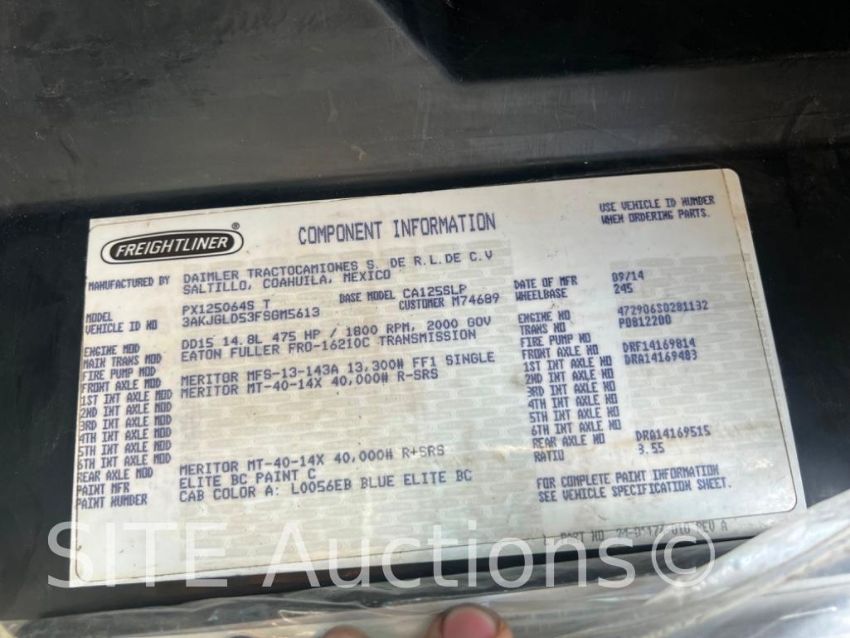 FREIGHTLINER®
COMPONENT INFORMATION
USE VEHICLE ID NUMBER
WHEN ORDERING PARTS.
MANUFACTURED BY DAIMLER TRACTOCAMIONES S. DE R.L.DE C.V
SALTILLO, COAHUILA, MEXICO
DATE OF MFR 09/14
MODEL PX125064S T BASE MODEL CA125SLP WHEELBASE 245
VEHICLE ID NO 3AKJGLD53FSGM5613 CUSTOMER M74689
ENGINE MOD DD15 14.8L 475 HP / 1800 RPM, 2000 GOV ENGINE NO 472906S0281132
MAIN TRANS MOD EATON FULLER FRO-16210C TRANSMISSION TRANS NO P0812200
FIRE PUMP MOD FIRE PUMP NO
FRONT AXLE MOD MERITOR MFS-13-143A 13,300# FF1 SINGLE FRONT AXLE NO DRF14169814
1ST INT AXLE MOD MERITOR MT-40-14X 40,000# R-SRS 1ST INT AXLE NO DRA14169483
2ND INT AXLE MOD 2ND INT AXLE NO
3RD INT AXLE MOD 3RD INT AXLE NO
4TH INT AXLE MOD 4TH INT AXLE NO
5TH INT AXLE MOD 5TH INT AXLE NO
6TH INT AXLE MOD 6TH INT AXLE NO
REAR AXLE MOD MERITOR MT-40-14X 40,000# R+SRS REAR AXLE NO DRA14169515
PAINT MFR ELITE BC PAINT C RATIO 3.55
PAINT NUMBER CAB COLOR A: L0056EB BLUE ELITE BC
FOR COMPLETE PAINT INFORMATION
SEE VEHICLE SPECIFICATION SHEET.
PART NO REV A
SITE Auctions.com